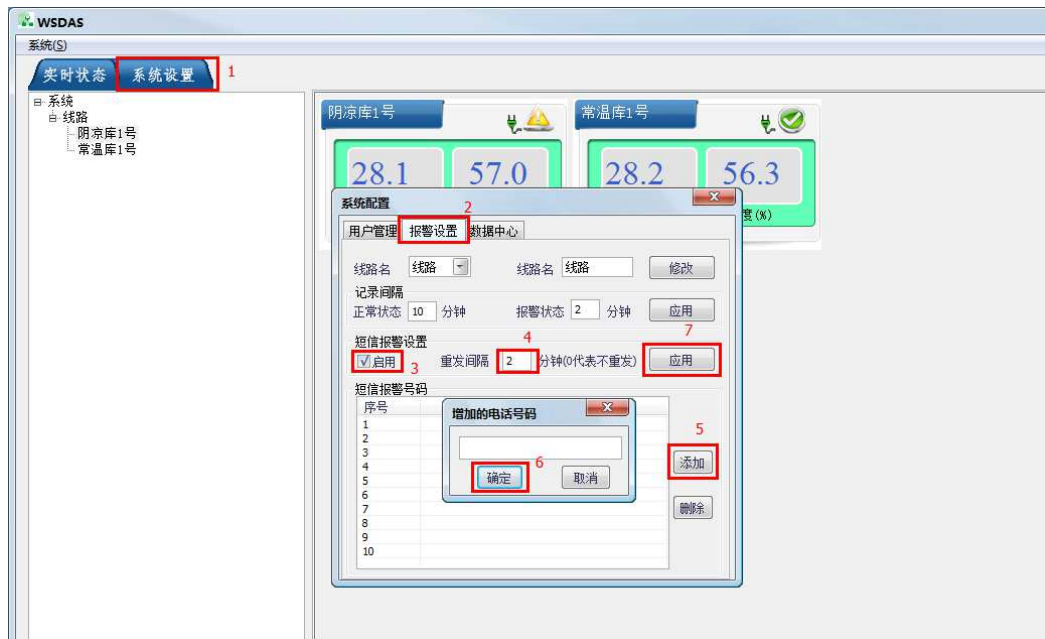 WSDAS
系统(S)
实时状态 系统设置 1
系统
线路
阴凉库1号
常温库1号
阴凉库1号 常温库1号
28.1 57.0 28.2 56.3
度(%)
系统配置 2
用户管理 报警设置 数据中心
线路名 线路 线路名 线路 修改
记录间隔
正常状态 10 分钟 报警状态 2 分钟 应用
短信报警设置 4 7
启用 3 重发间隔 2 分钟(0代表不重发) 应用
短信报警号码
序号
增加的电话号码
1
2
3
4
5
6
7
8
9
10
确定 6 取消
5
添加
删除